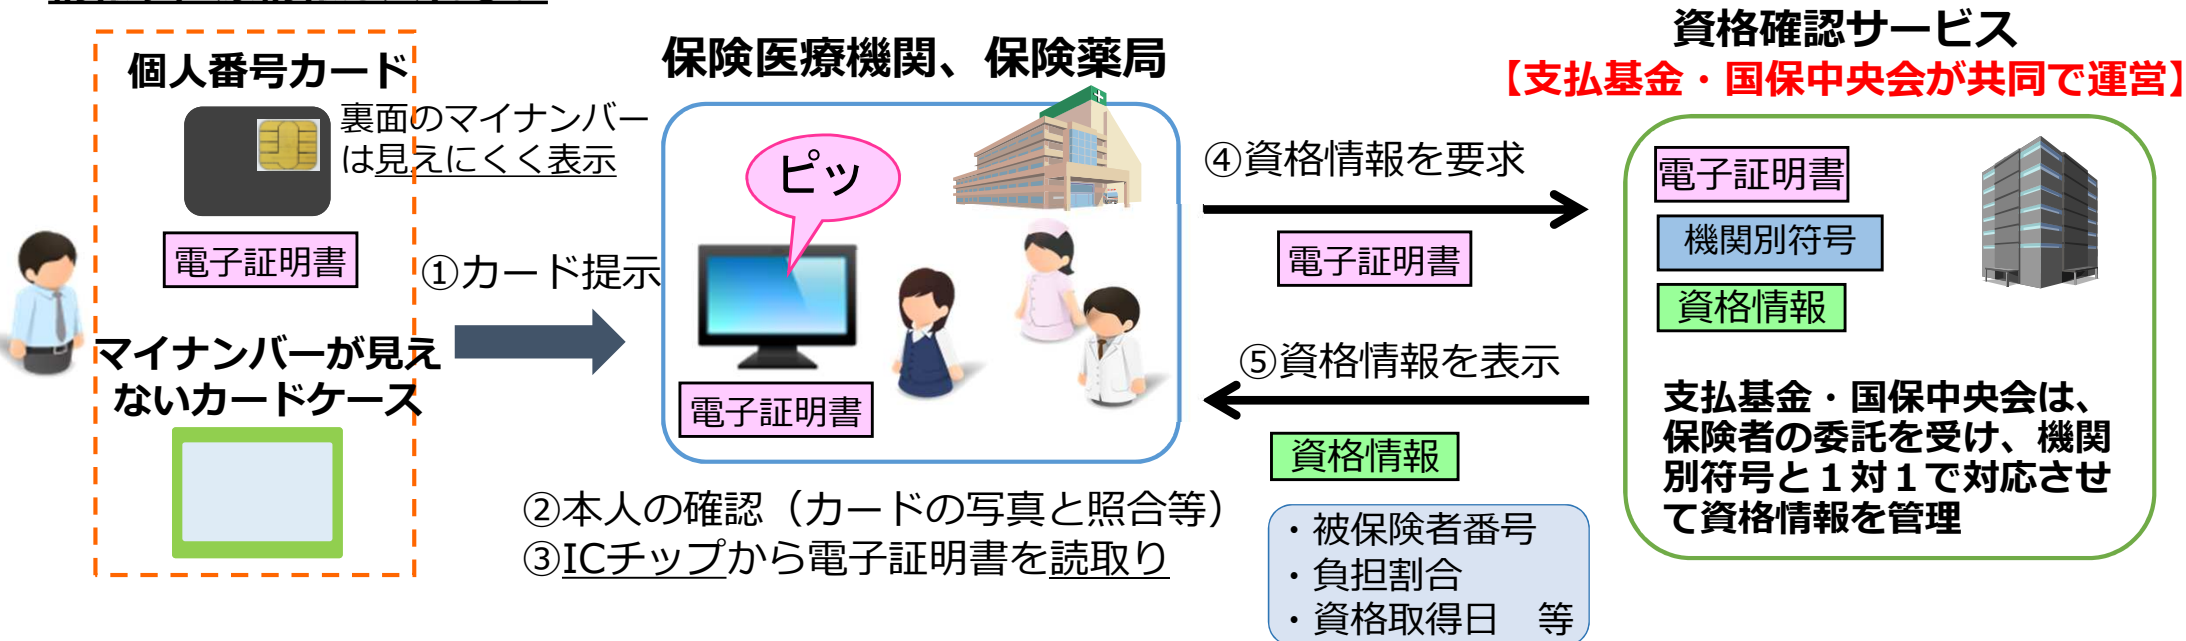 個人番号カード
裏面のマイナンバー
は見えにくく表示
電子証明書
マイナンバーが見え
ないカードケース
①カード提示
保険医療機関、保険薬局
ピッ
電子証明書
②本人の確認（カードの写真と照合等）
③ICチップから電子証明書を読取り
④資格情報を要求
電子証明書
⑤資格情報を表示
資格情報
・被保険者番号
・負担割合
・資格取得日　等
資格確認サービス
【支払基金・国保中央会が共同で運営】
電子証明書
機関別符号
資格情報
支払基金・国保中央会は、
保険者の委託を受け、機関
別符号と１対１で対応させ
て資格情報を管理